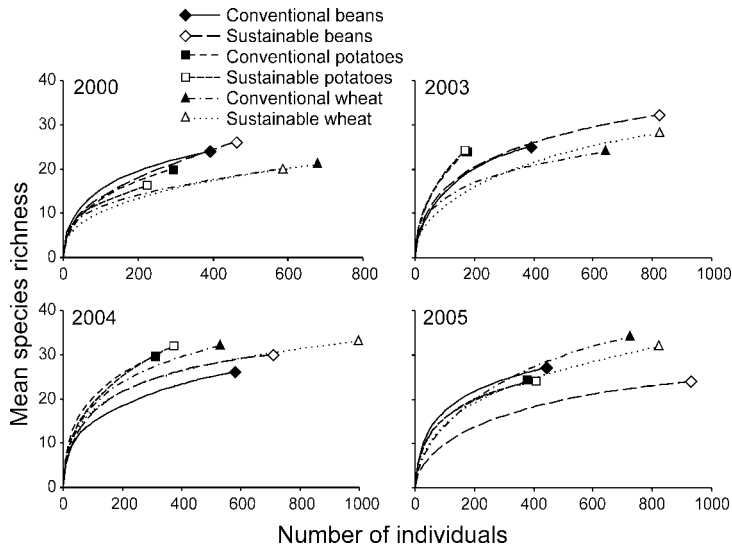 Conventional beans
Sustainable beans
Conventional potatoes
Sustainable potatoes
Conventional wheat
Sustainable wheat
Mean species richness
2000
40
30
20
10
0
0 200 400 600 800
2003
0 200 400 600 800 1000
2004
40
30
20
10
0
0 200 400 600 800 1000
2005
0 200 400 600 800 1000
Number of individuals